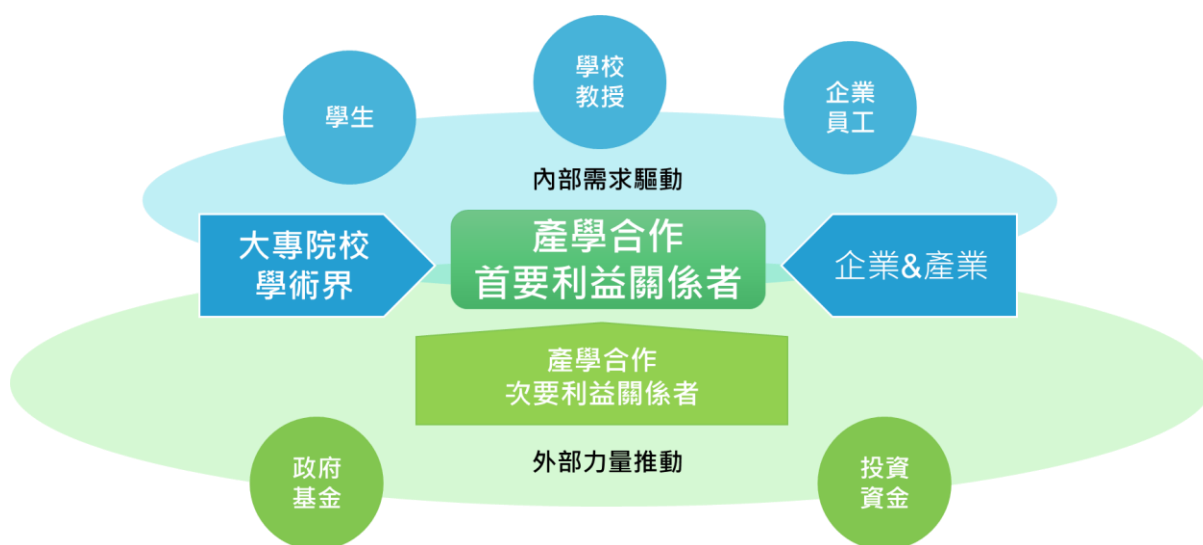 學校
教授
學生
企業
員工
內部需求驅動
大專院校
學術界
產學合作
首要利益關係者
企業&產業
產學合作
次要利益關係者
政府
基金
外部力量推動
投資
資金